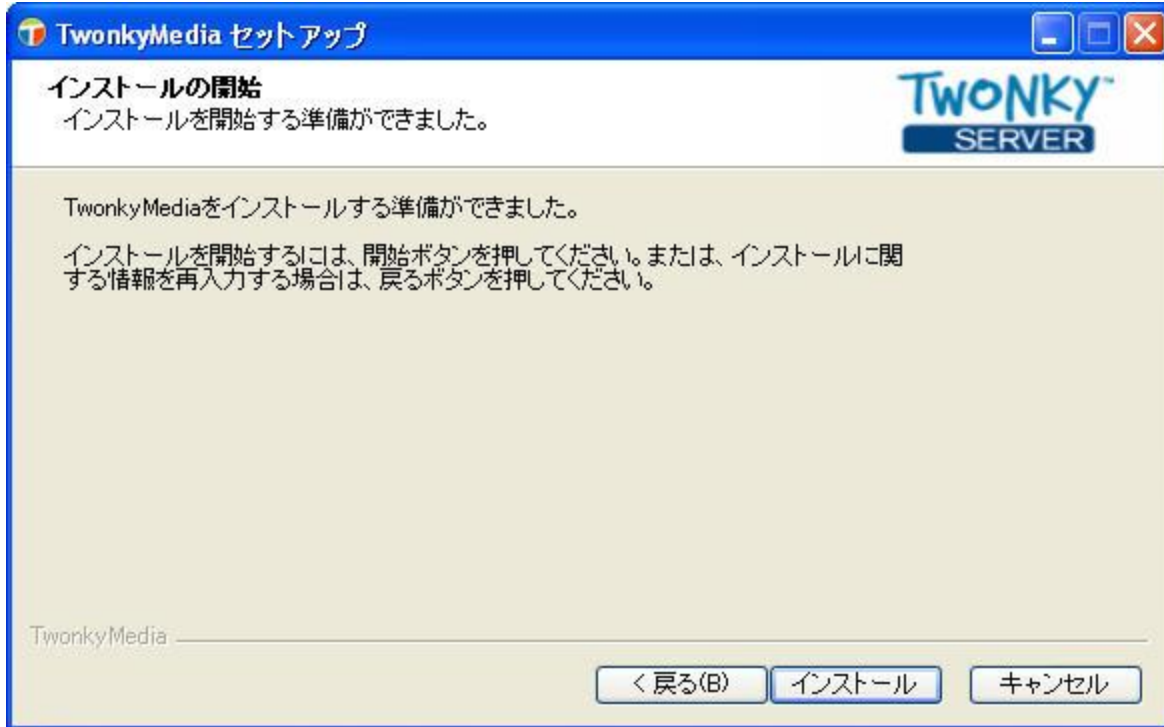 TwonkyMedia セットアップ
インストールの開始
インストールを開始する準備ができました。
TWONKY™
SERVER
TwonkyMediaをインストールする準備ができました。
インストールを開始するには、開始ボタンを押してください。または、インストールに関
する情報を再入力する場合は、戻るボタンを押してください。
TwonkyMedia
< 戻る(B) インストール キャンセル